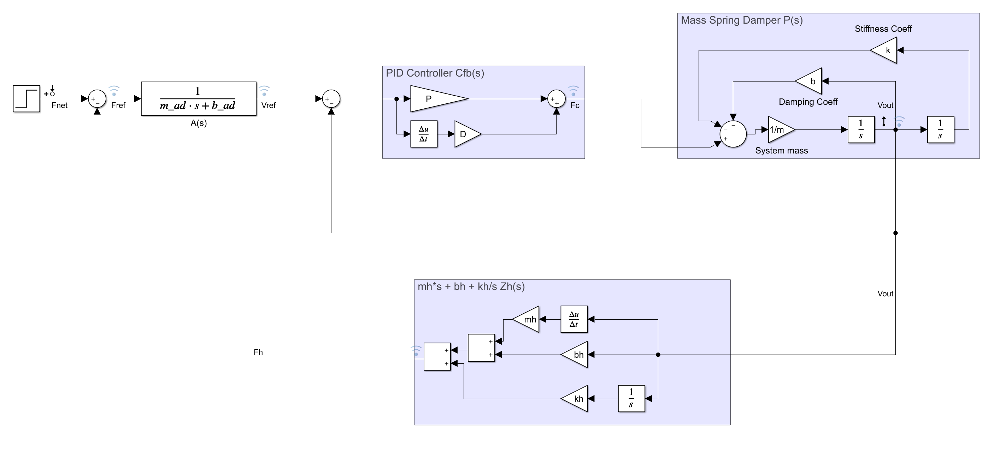 Mass Spring Damper P(s)
Stiffness Coeff
k
PID Controller Cfb(s)
b
Damping Coeff
+
Fnet
+
−
Fref
1
m_ad · s + b_ad
A(s)
Vref
+
−
P
+
+
Fc
Δu
Δt
D
−
−
+
1/m
System mass
1
s
Vout
1
s
mh*s + bh + kh/s Zh(s)
Vout
mh
Δu
Δt
+
+
bh
+
+
Fh
kh
1
s